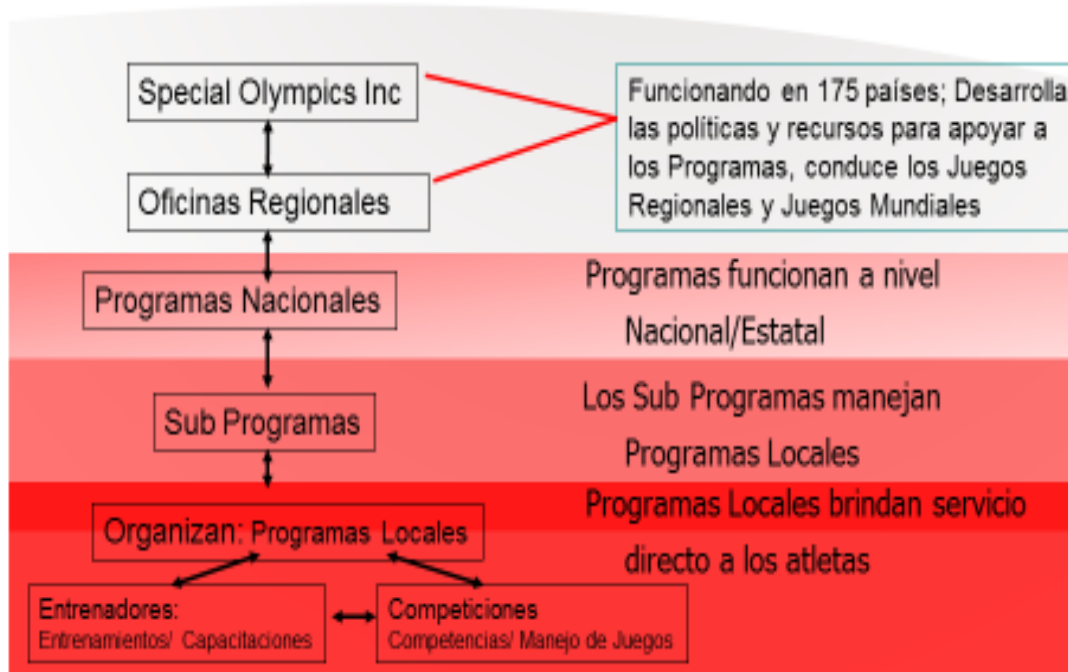 Special Olympics Inc
Funcionando en 175 países; Desarrolla
las políticas y recursos para apoyar a
los Programas, conduce los Juegos
Regionales y Juegos Mundiales
Oficinas Regionales
Programas Nacionales
Programas funcionan a nivel
Nacional/Estatal
Sub Programas
Los Sub Programas manejan
Programas Locales
Organizan: Programas Locales
Programas Locales brindan servicio
directo a los atletas
Entrenadores:
Entrenamientos/ Capacitaciones
Competiciones
Competencias/ Manejo de Juegos